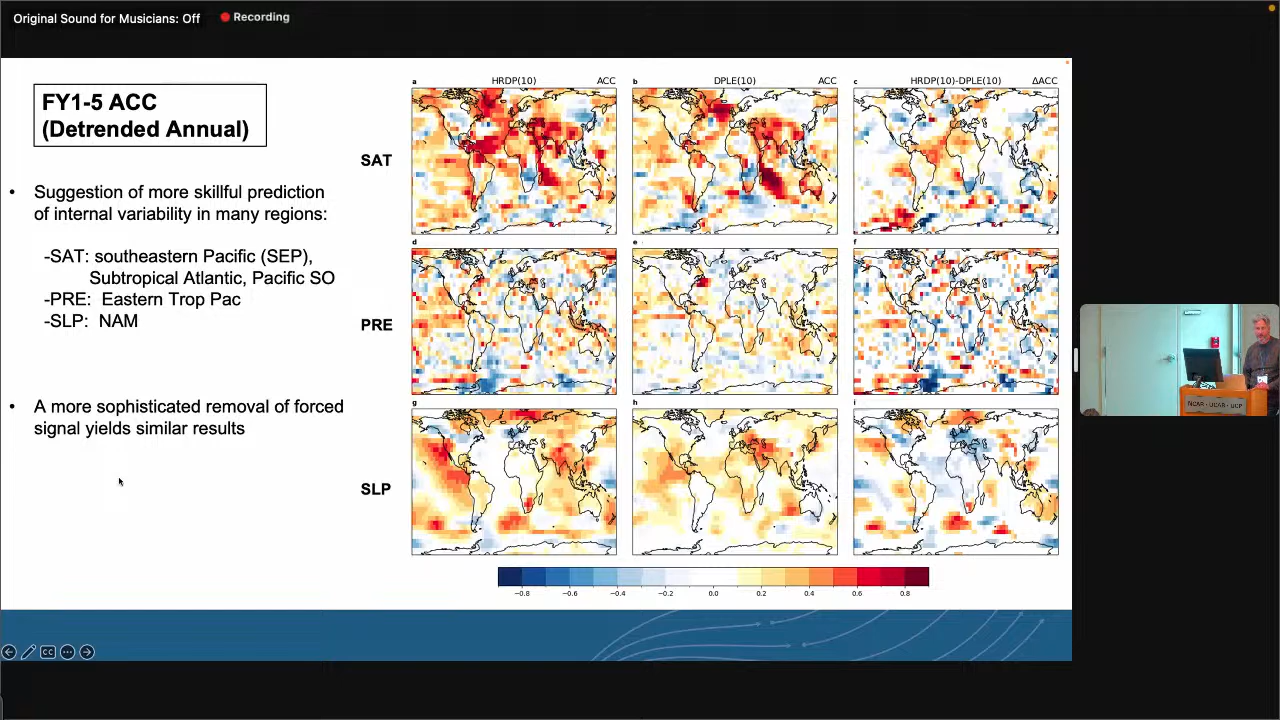 Original Sound for Musicians: Off
Recording
FY1-5 ACC
(Detrended Annual)
• Suggestion of more skillful prediction
of internal variability in many regions:
-SAT: southeastern Pacific (SEP),
Subtropical Atlantic, Pacific SO
-PRE: Eastern Trop Pac
-SLP: NAM
• A more sophisticated removal of forced
signal yields similar results
a HRDP(10) ACC
b DPLE(10) ACC
c HRDP(10)-DPLE(10) ΔACC
SAT
d
e
f
PRE
g
h
i
SLP
−0.8 −0.6 −0.4 −0.2 0.0 0.2 0.4 0.6 0.8
CC
NCAR · UCAR · UCP